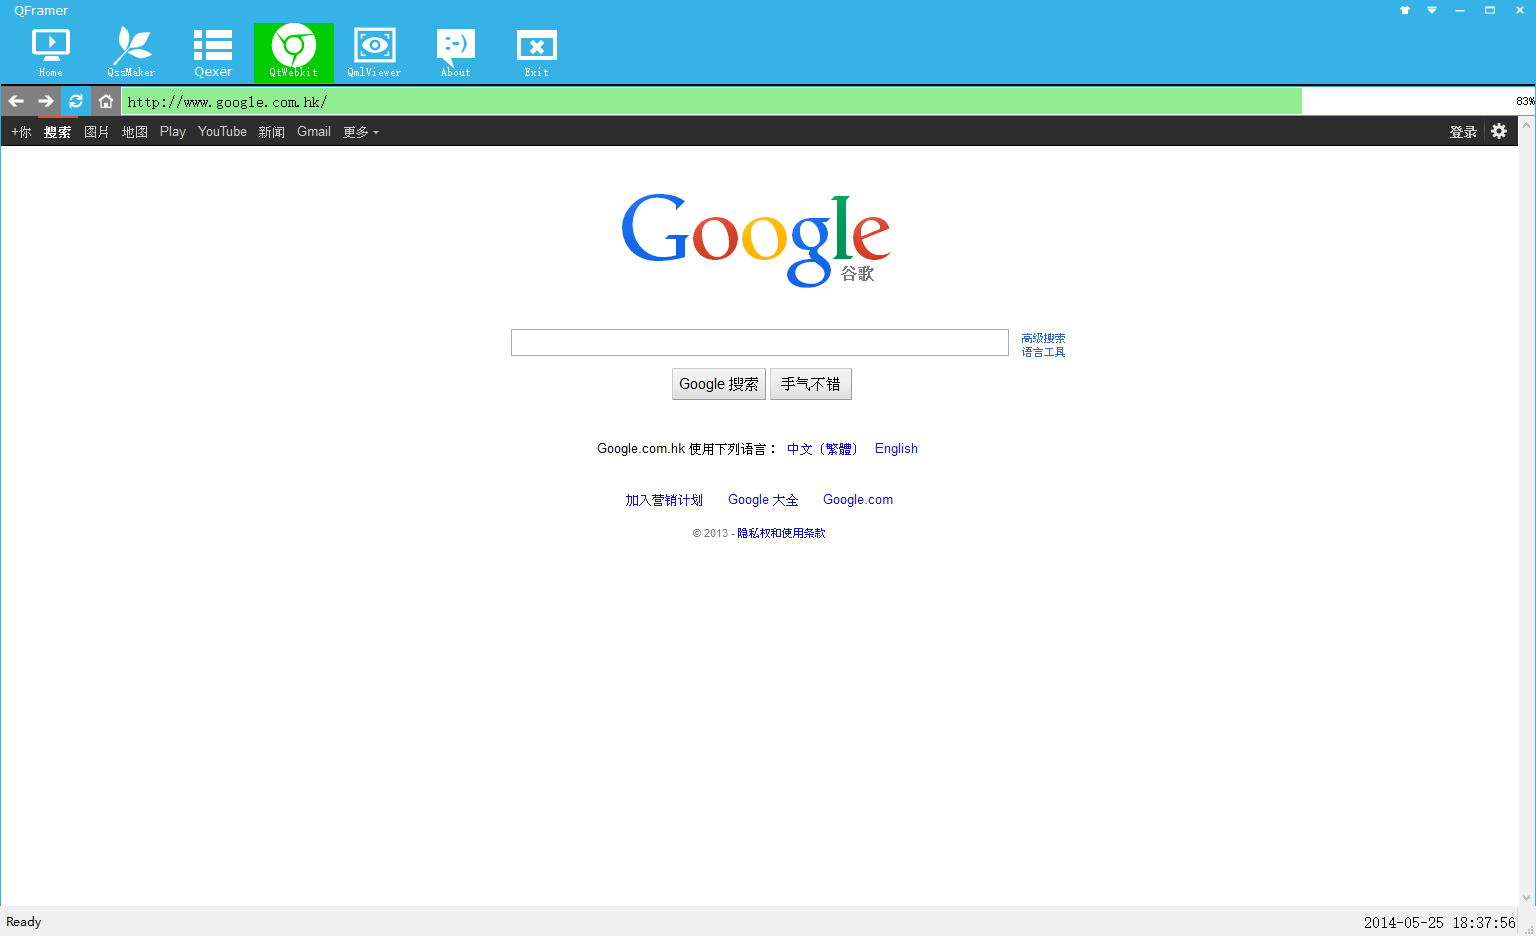 QFramer
Home QssMaker Qexer QtWebkit QmlViewer About Exit
http://www.google.com.hk/ 83%
+你 搜索 图片 地图 Play YouTube 新闻 Gmail 更多 登录
Google
谷歌
高级搜索
语言工具
Google 搜索 手气不错
Google.com.hk 使用下列语言： 中文（繁體） English
加入营销计划 Google 大全 Google.com
© 2013 - 隐私权和使用条款
Ready 2014-05-25 18:37:56